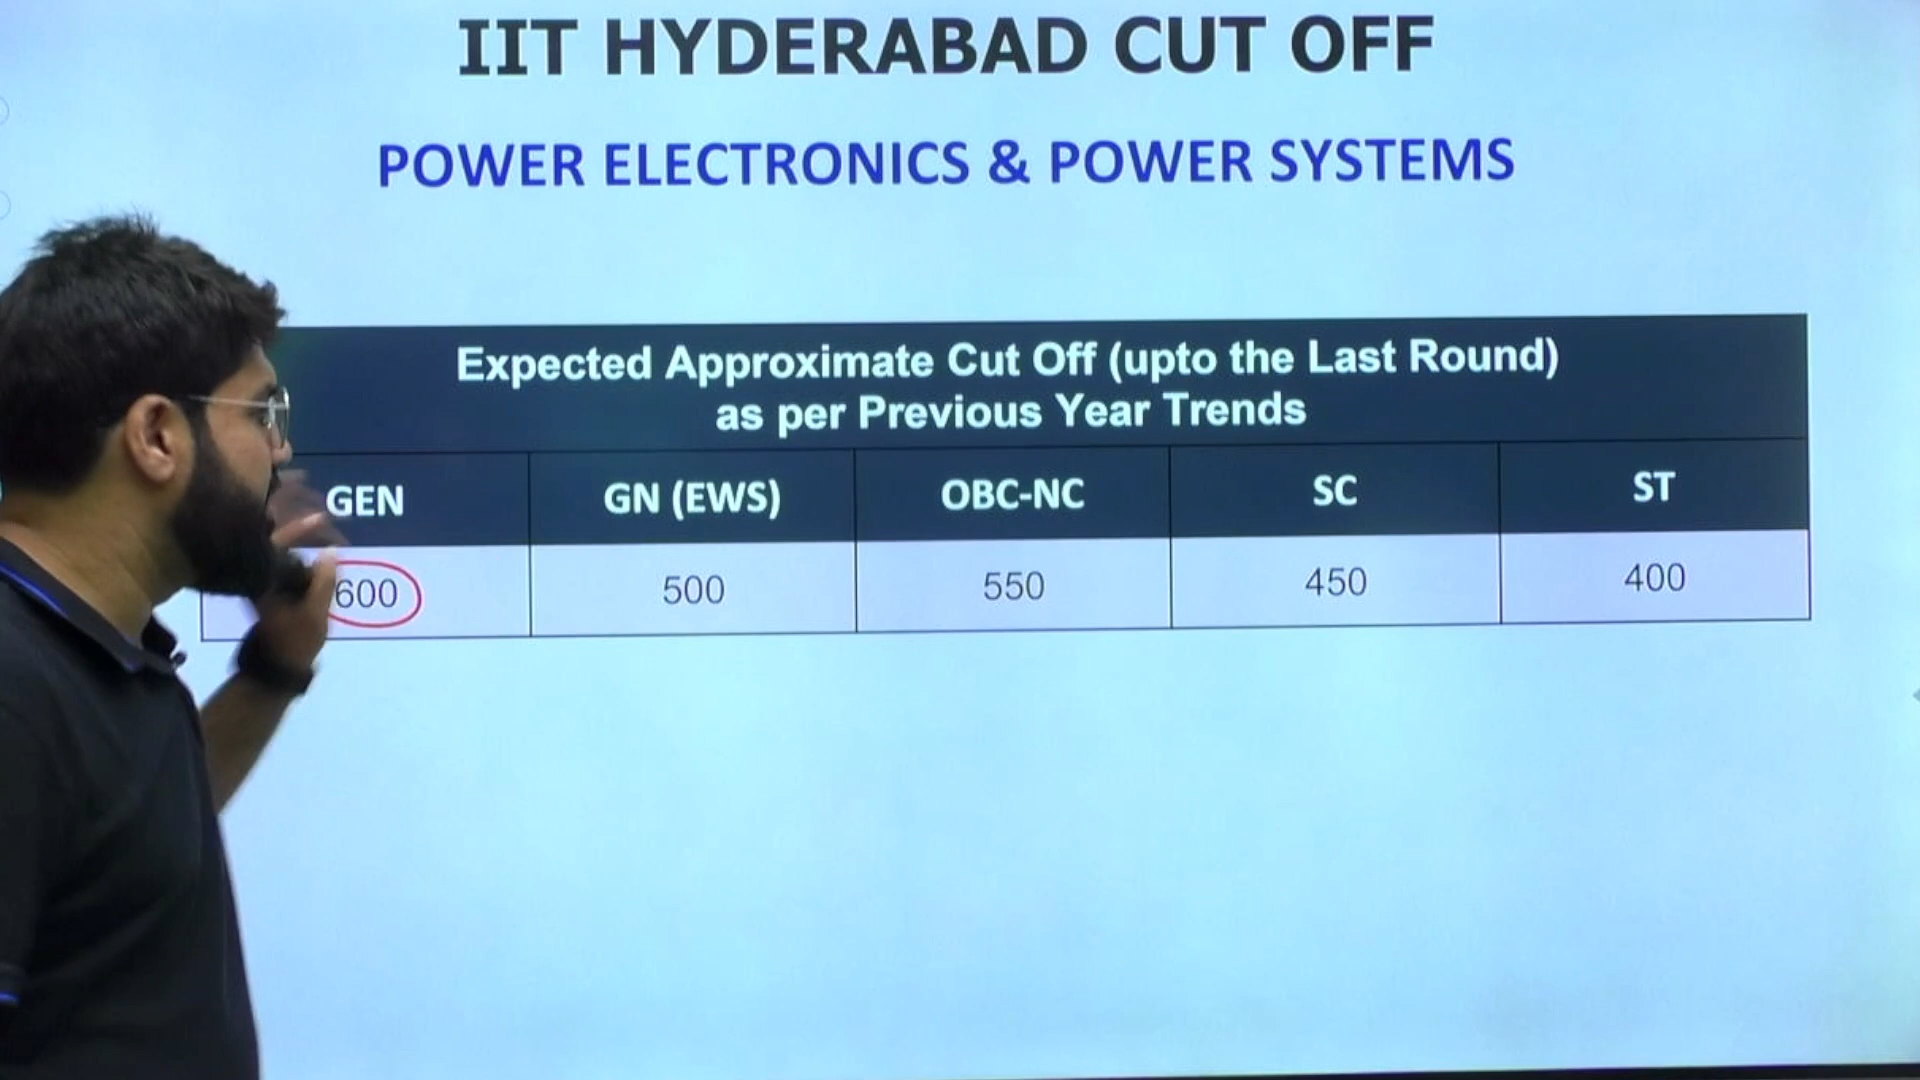 IIT HYDERABAD CUT OFF
POWER ELECTRONICS & POWER SYSTEMS
Expected Approximate Cut Off (upto the Last Round)
as per Previous Year Trends
GEN GN (EWS) OBC-NC SC ST
600 500 550 450 400